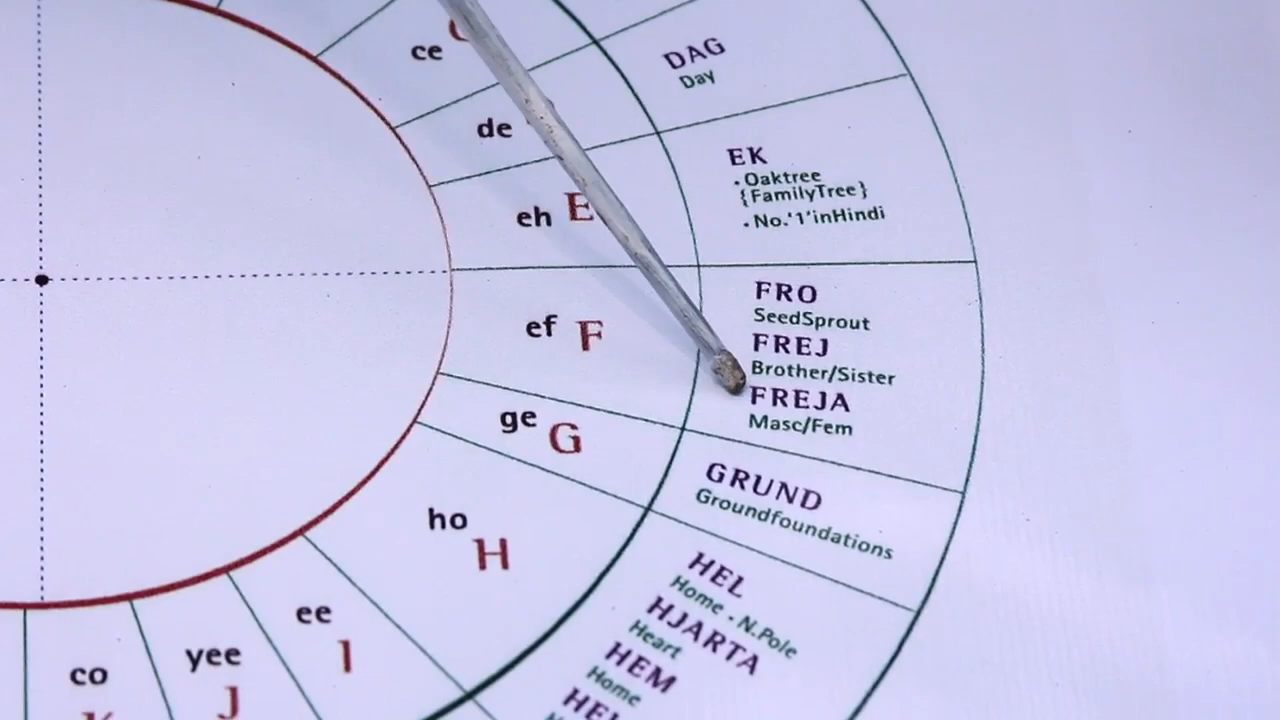 ce
DAG
Day
de
EK
.Oaktree
{FamilyTree}
.No.'1'inHindi
eh E
FRO
SeedSprout
ef F
FREJ
Brother/Sister
FREJA
Masc/Fem
ge G
GRUND
Groundfoundations
ho H
HEL
Home . N.Pole
HJARTA
Heart
HEM
Home
ee I
yee J
co K